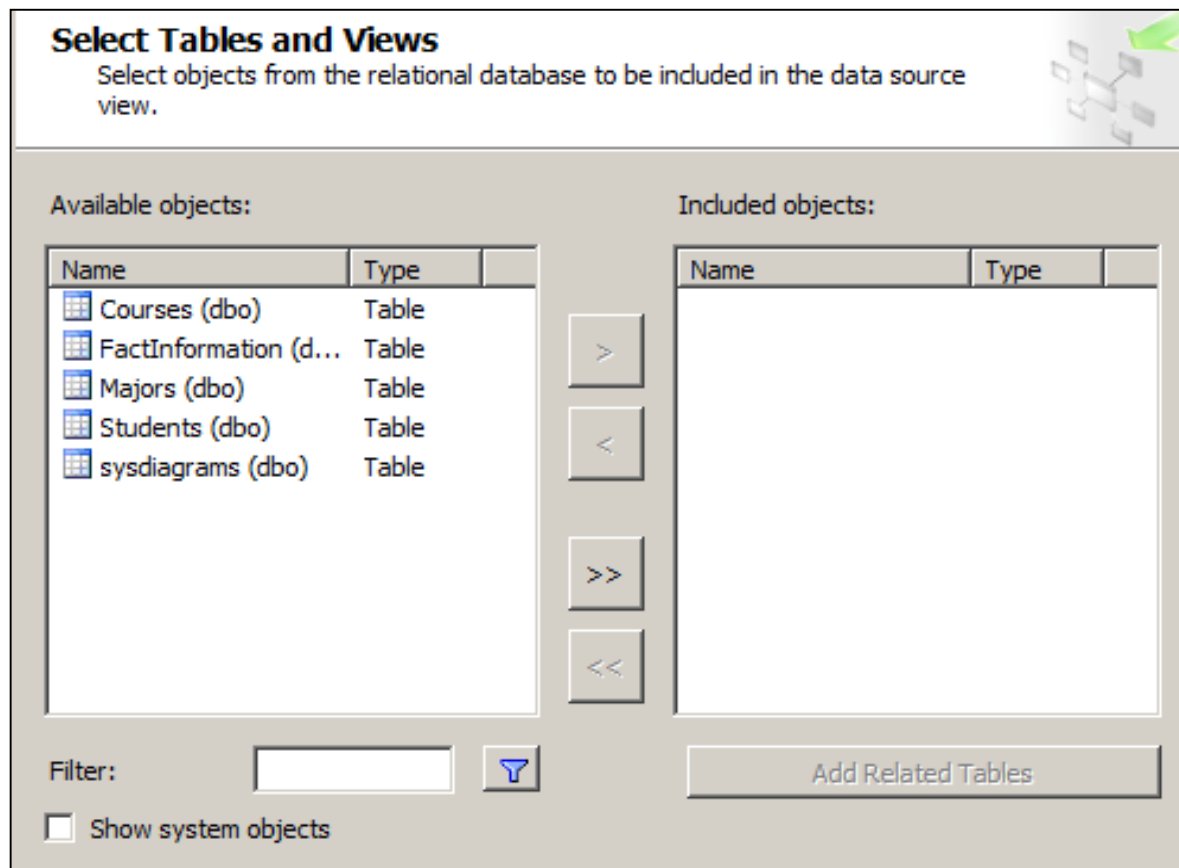 Select Tables and Views
Select objects from the relational database to be included in the data source
view.
Available objects:
Included objects:
Name Type
Courses (dbo) Table
FactInformation (d... Table
Majors (dbo) Table
Students (dbo) Table
sysdiagrams (dbo) Table
>
<
>>
<<
Name Type
Filter:
Add Related Tables
Show system objects